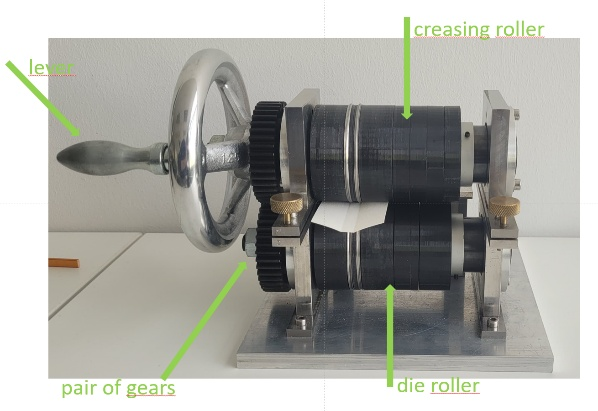 creasing roller
lever
pair of gears
die roller